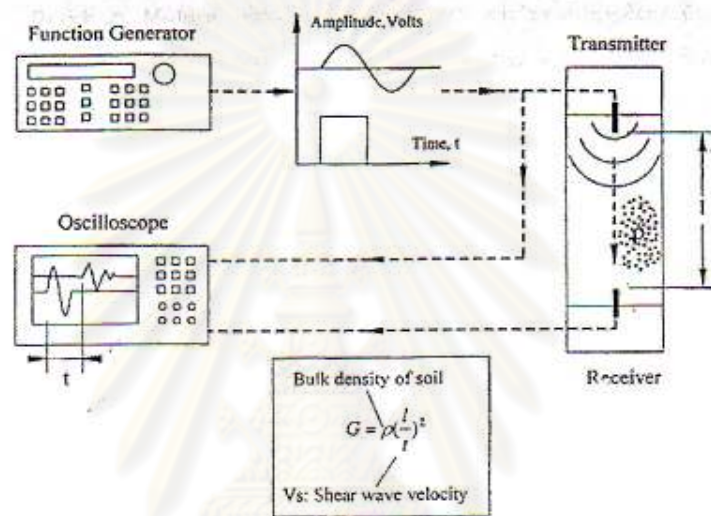 Function Generator
Amplitude, Volts
Transmitter
Time, t
l
Oscilloscope
ρ
t
Receiver
Bulk density of soil
G = ρ(l/t)²
Vs: Shear wave velocity